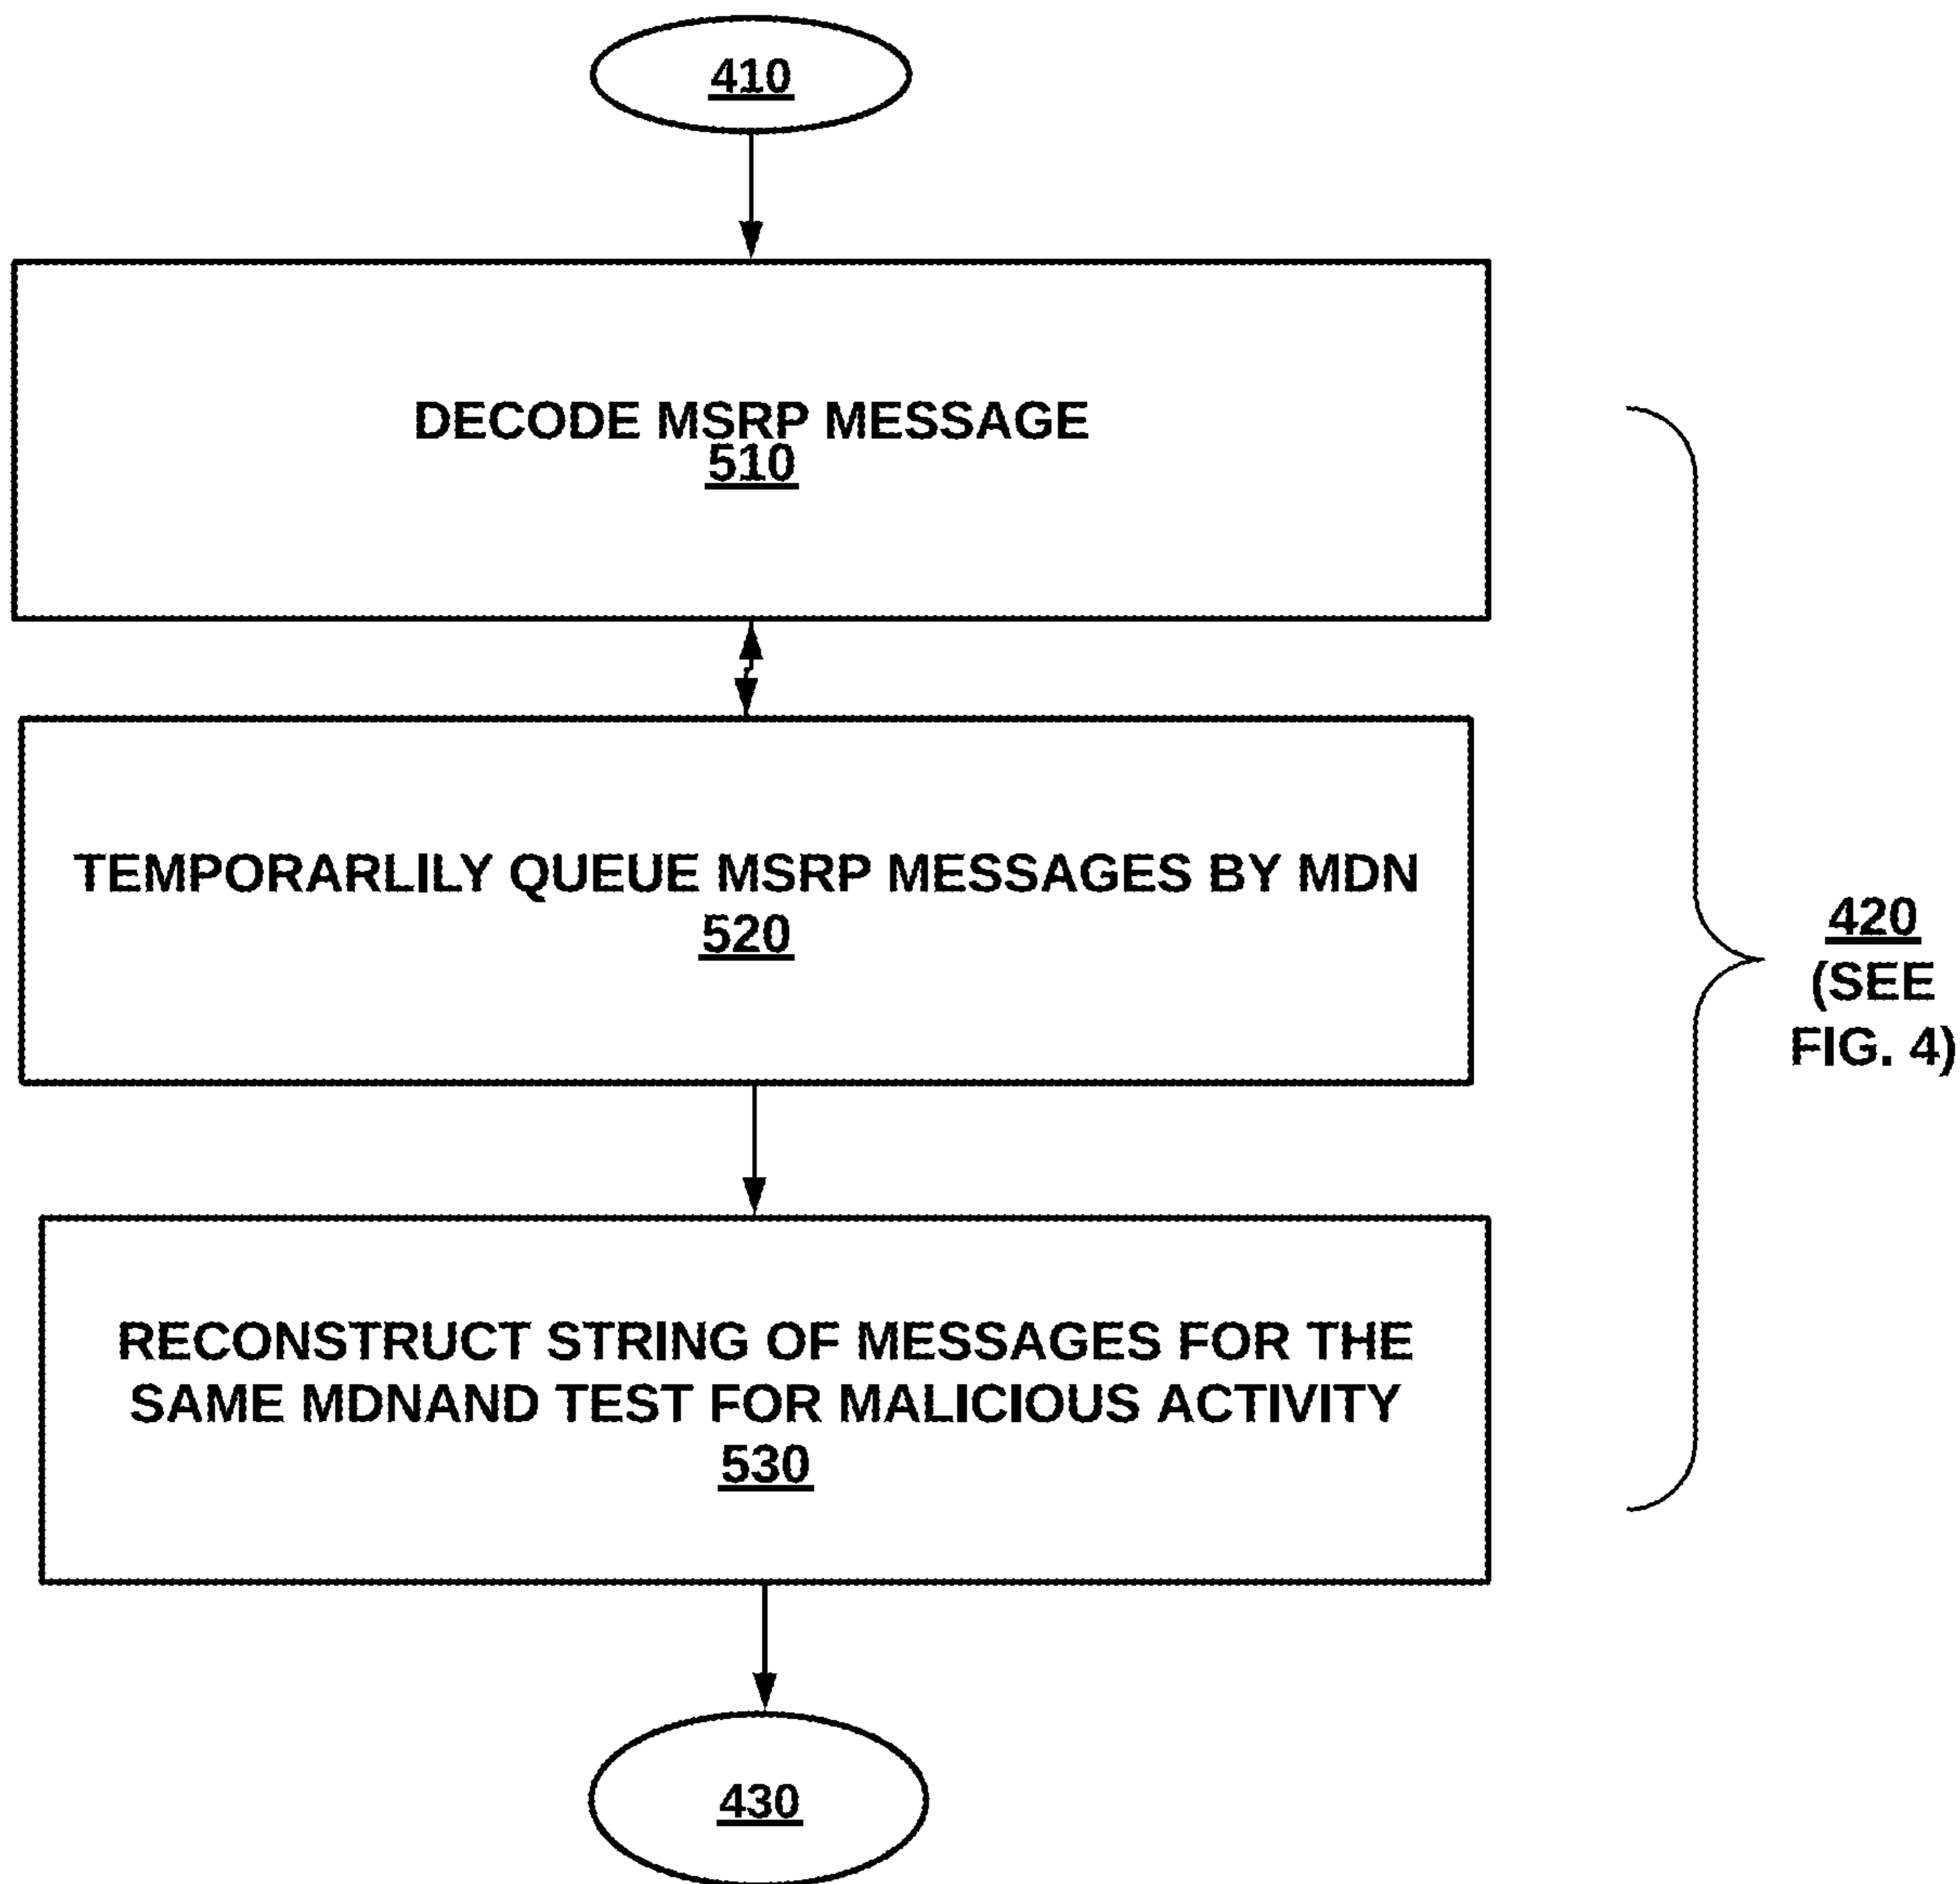 410
DECODE MSRP MESSAGE
510
TEMPORARLILY QUEUE MSRP MESSAGES BY MDN
520
RECONSTRUCT STRING OF MESSAGES FOR THE
SAME MDNAND TEST FOR MALICIOUS ACTIVITY
530
430
420
(SEE
FIG. 4)